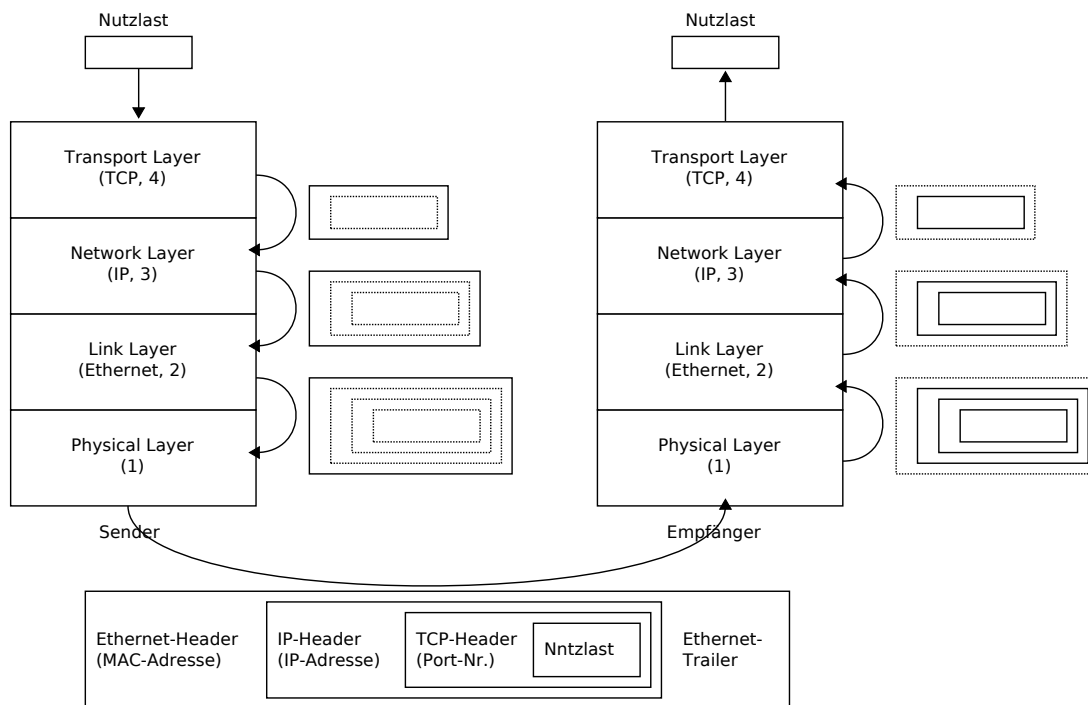 Nutzlast
Nutzlast
Transport Layer
(TCP, 4)
Network Layer
(IP, 3)
Link Layer
(Ethernet, 2)
Physical Layer
(1)
Sender
Transport Layer
(TCP, 4)
Network Layer
(IP, 3)
Link Layer
(Ethernet, 2)
Physical Layer
(1)
Empfänger
Ethernet-Header
(MAC-Adresse)
IP-Header
(IP-Adresse)
TCP-Header
(Port-Nr.)
Nntzlast
Ethernet-
Trailer